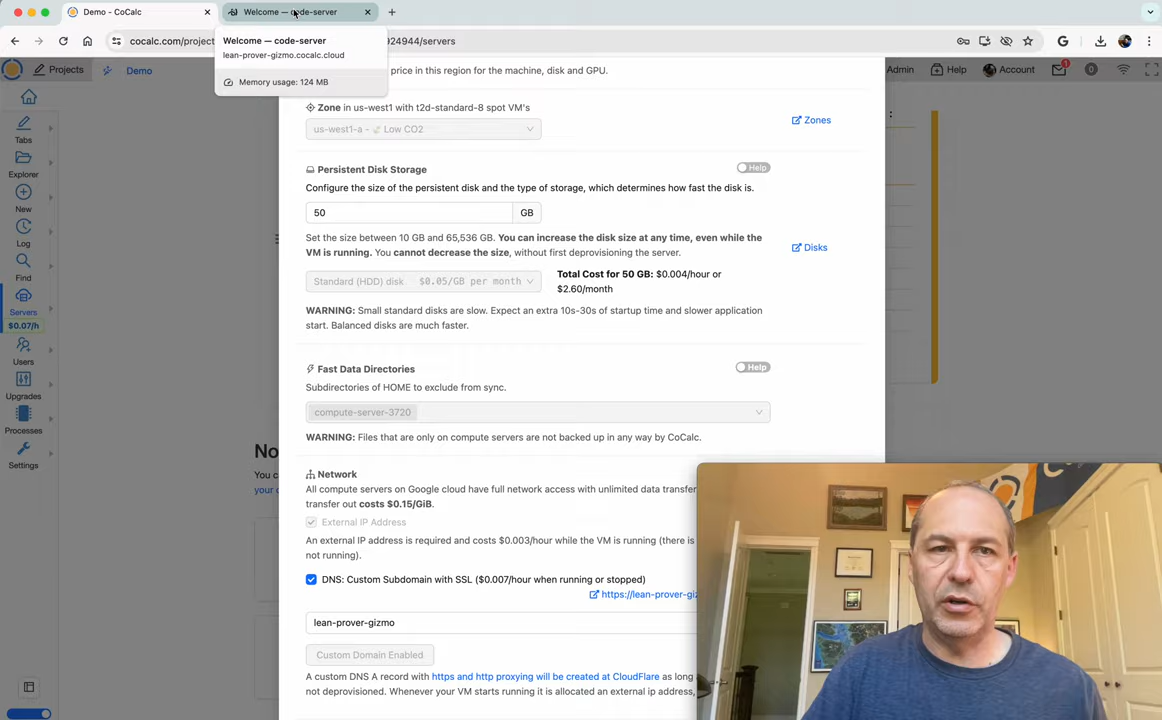 Demo - CoCalc
Welcome — code-server
cocalc.com/project
924944/servers
Welcome — code-server
lean-prover-gizmo.cocalc.cloud
Memory usage: 124 MB
Projects
Demo
price in this region for the machine, disk and GPU.
Admin
Help
Account
1
Tabs
Explorer
New
Log
Find
Servers
$0.07/h
Users
Upgrades
Processes
Settings
Zone in us-west1 with t2d-standard-8 spot VM's
us-west1-a - Low CO2
Zones
Persistent Disk Storage
Help
Configure the size of the persistent disk and the type of storage, which determines how fast the disk is.
50
GB
Set the size between 10 GB and 65,536 GB. You can increase the disk size at any time, even while the
VM is running. You cannot decrease the size, without first deprovisioning the server.
Disks
Standard (HDD) disk $0.05/GB per month
Total Cost for 50 GB: $0.004/hour or
$2.60/month
WARNING: Small standard disks are slow. Expect an extra 10s-30s of startup time and slower application
start. Balanced disks are much faster.
Fast Data Directories
Help
Subdirectories of HOME to exclude from sync.
compute-server-3720
WARNING: Files that are only on compute servers are not backed up in any way by CoCalc.
No
You c
your
Network
All compute servers on Google cloud have full network access with unlimited data transfer
transfer out costs $0.15/GiB.
External IP Address
An external IP address is required and costs $0.003/hour while the VM is running (there is
not running).
DNS: Custom Subdomain with SSL ($0.007/hour when running or stopped)
https://lean-prover-giz
lean-prover-gizmo
Custom Domain Enabled
A custom DNS A record with https and http proxying will be created at CloudFlare as long
not deprovisioned. Whenever your VM starts running it is allocated an external ip address,